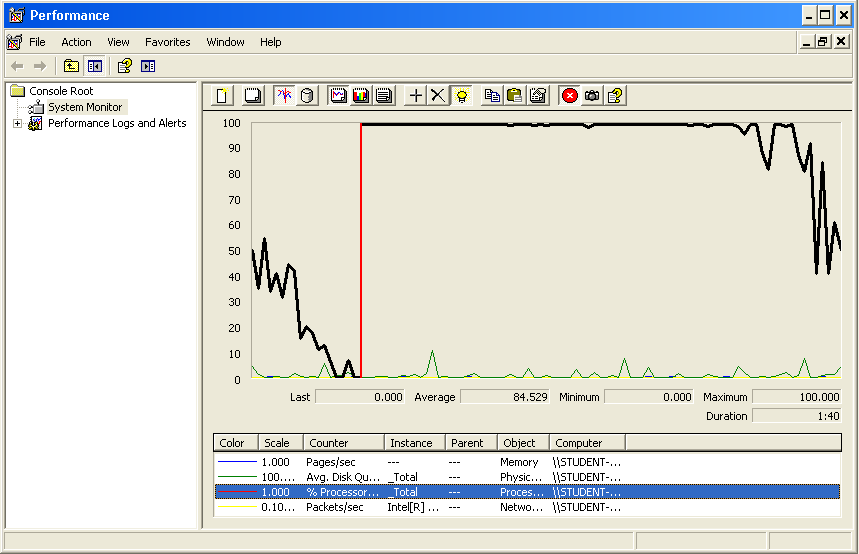 Performance
File Action View Favorites Window Help
Console Root
System Monitor
Performance Logs and Alerts
100
90
80
70
60
50
40
30
20
10
0
Last 0.000 Average 84.529 Minimum 0.000 Maximum 100.000
Duration 1:40
Color Scale Counter Instance Parent Object Computer
1.000 Pages/sec --- --- Memory \\STUDENT-...
100.... Avg. Disk Qu... _Total --- Physic... \\STUDENT-...
1.000 % Processor... _Total --- Proces... \\STUDENT-...
0.10... Packets/sec Intel[R] ... --- Netwo... \\STUDENT-...